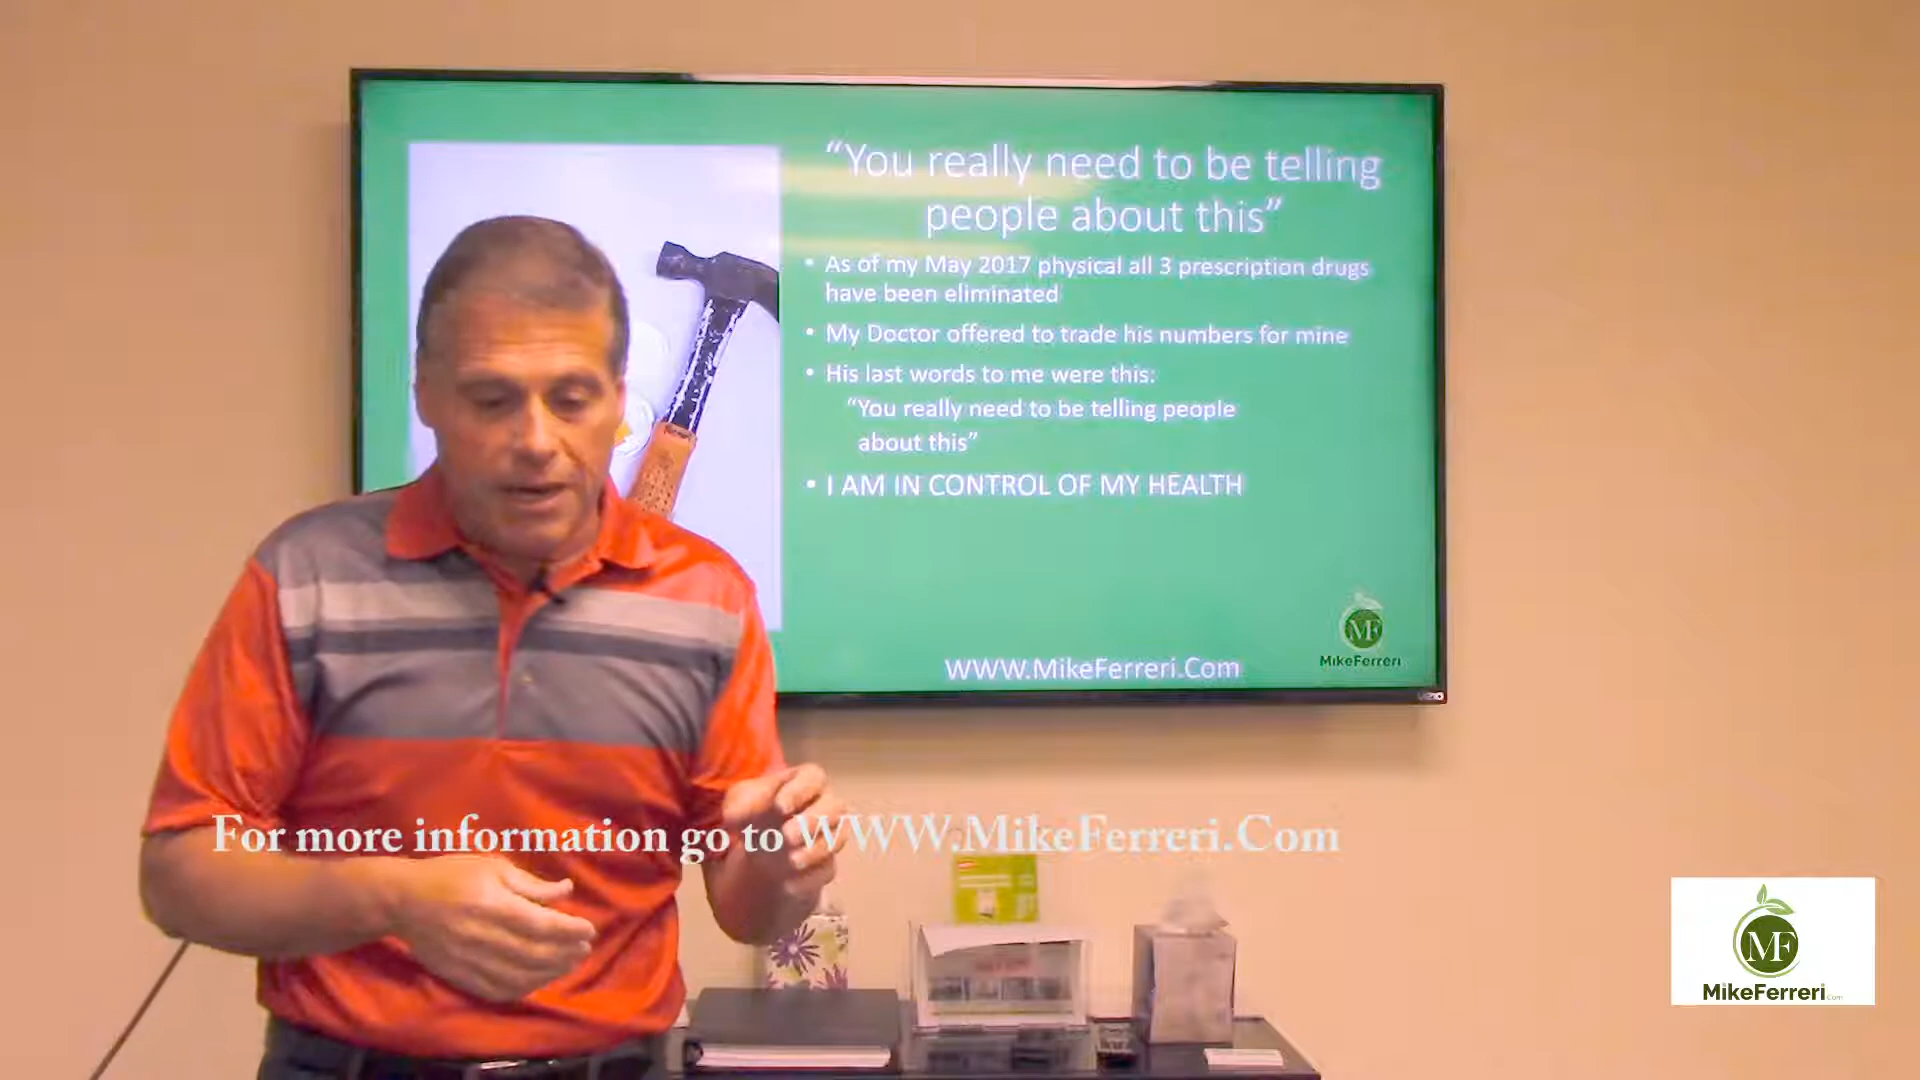 “You really need to be telling
people about this”
• As of my May 2017 physical all 3 prescription drugs
have been eliminated
• My Doctor offered to trade his numbers for mine
• His last words to me were this:
“You really need to be telling people
about this”
• I AM IN CONTROL OF MY HEALTH
MF
MikeFerreri
WWW.MikeFerreri.Com
VIZIO
For more information go to WWW.MikeFerreri.Com
MF
MikeFerreri.Com